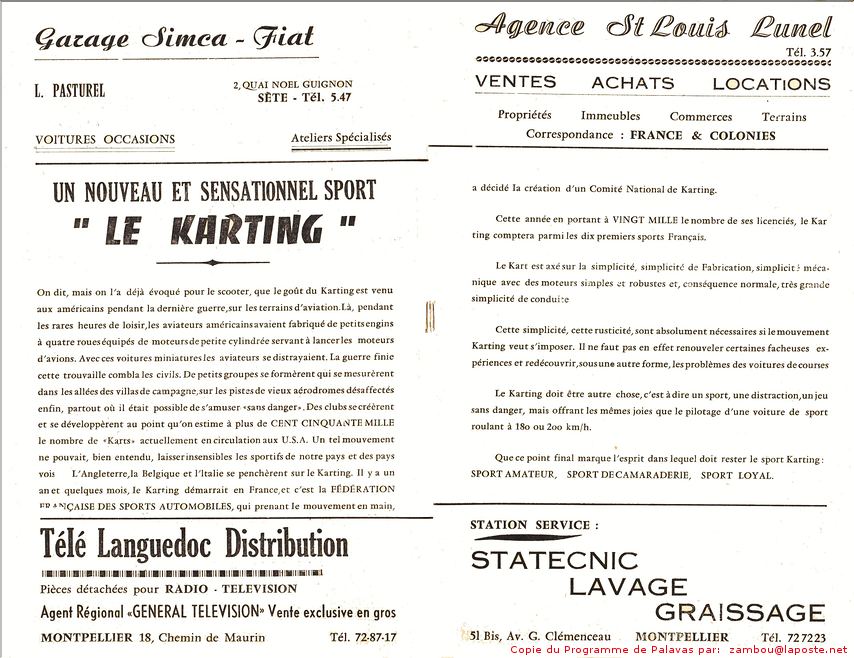 Garage Simca - Fiat
L. PASTUREL
2, QUAI NOEL GUIGNON
SÈTE - Tél. 5.47
VOITURES OCCASIONS
Ateliers Spécialisés
UN NOUVEAU ET SENSATIONNEL SPORT
" LE KARTING "
On dit, mais on l'a déjà évoqué pour le scooter, que le goût du Karting est venu
aux américains pendant la dernière guerre, sur les terrains d'aviation. Là, pendant
les rares heures de loisir, les aviateurs américains avaient fabriqué de petits engins
à quatre roues équipés de moteurs de petite cylindrée servant à lancer les moteurs
d'avions. Avec ces voitures miniatures les aviateurs se distrayaient. La guerre finie
cette trouvaille combla les civils. De petits groupes se formèrent qui se mesurèrent
dans les allées des villas de campagne, sur les pistes de vieux aérodromes désaffectés
enfin, partout où il était possible de s'amuser «sans danger». Des clubs se créèrent
et se développèrent au point qu'on estime à plus de CENT CINQUANTE MILLE
le nombre de «Karts» actuellement en circulation aux U.S.A. Un tel mouvement
ne pouvait, bien entendu, laisser insensibles les sportifs de notre pays et des pays
vois L'Angleterre, la Belgique et l'Italie se penchèrent sur le Karting. Il y a un
an et quelques mois, le Karting démarrait en France, et c'est la FÉDÉRATION
FRANÇAISE DES SPORTS AUTOMOBILES, qui prenant le mouvement en main,
Télé Languedoc Distribution
Pièces détachées pour RADIO - TELEVISION
Agent Régional «GENERAL TELEVISION» Vente exclusive en gros
MONTPELLIER 18, Chemin de Maurin Tél. 72-87-17
Agence St Louis Lunel
Tél. 3.57
VENTES ACHATS LOCATIONS
Propriétés Immeubles Commerces Terrains
Correspondance : FRANCE & COLONIES
a décidé la création d'un Comité National de Karting.
Cette année en portant à VINGT MILLE le nombre de ses licenciés, le Kar
ting comptera parmi les dix premiers sports Français.
Le Kart est axé sur la simplicité, simplicité de Fabrication, simplicité méca-
nique avec des moteurs simples et robustes et, conséquence normale, très grande
simplicité de conduite
Cette simplicité, cette rusticité, sont absolument nécessaires si le mouvement
Karting veut s'imposer. Il ne faut pas en effet renouveler certaines facheuses ex-
périences et redécouvrir, sous une autre forme, les problèmes des voitures de courses
Le Karting doit être autre chose, c'est à dire un sport, une distraction, un jeu
sans danger, mais offrant les mêmes joies que le pilotage d'une voiture de sport
roulant à 180 ou 200 km/h.
Que ce point final marque l'esprit dans lequel doit rester le sport Karting :
SPORT AMATEUR, SPORT DE CAMARADERIE, SPORT LOYAL.
STATION SERVICE :
STATECNIC
LAVAGE
GRAISSAGE
51 Bis, Av. G. Clémenceau MONTPELLIER Tél. 727223
Copie du Programme de Palavas par: zambou@laposte.net